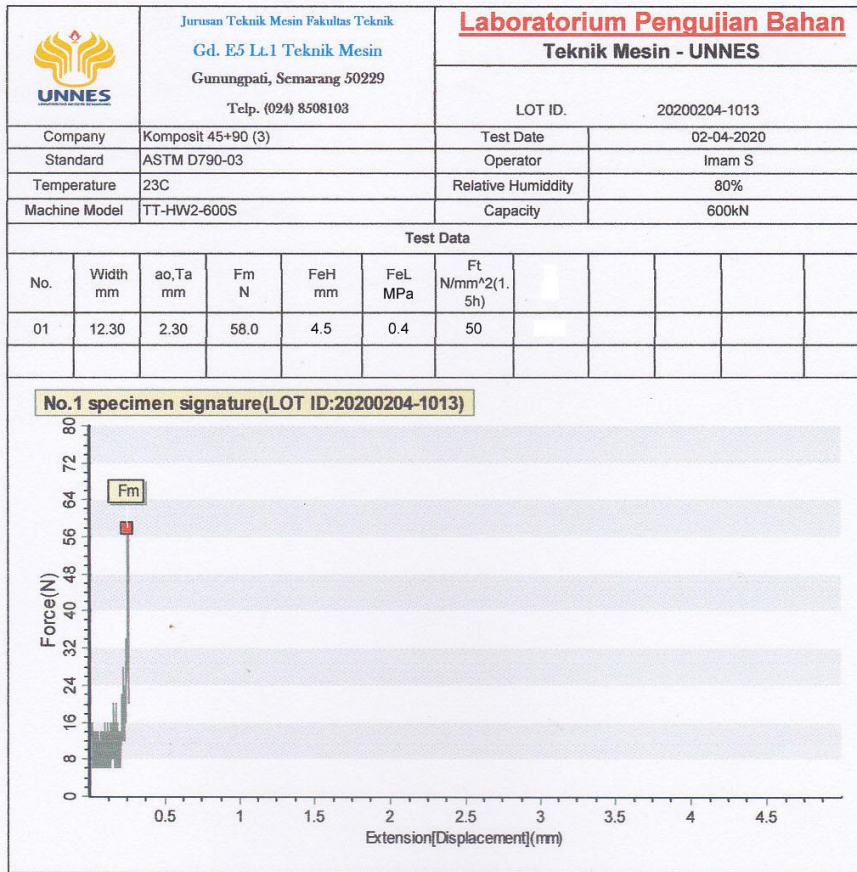 UNNES
Jurusan Teknik Mesin Fakultas Teknik
Gd. E5 Lt.1 Teknik Mesin
Gunungpati, Semarang 50229
Telp. (024) 8508103
Laboratorium Pengujian Bahan
Teknik Mesin - UNNES
LOT ID. 20200204-1013
Company Komposit 45+90 (3) Test Date 02-04-2020
Standard ASTM D790-03 Operator Imam S
Temperature 23C Relative Humiddity 80%
Machine Model TT-HW2-600S Capacity 600kN
Test Data
No. Width mm ao,Ta mm Fm N FeH mm FeL MPa Ft N/mm^2(1.5h)
01 12.30 2.30 58.0 4.5 0.4 50
No.1 specimen signature(LOT ID:20200204-1013)
80
72
64
56
48
40
32
24
16
8
0
Force(N)
Fm
0.5 1 1.5 2 2.5 3 3.5 4 4.5
Extension[Displacement](mm)